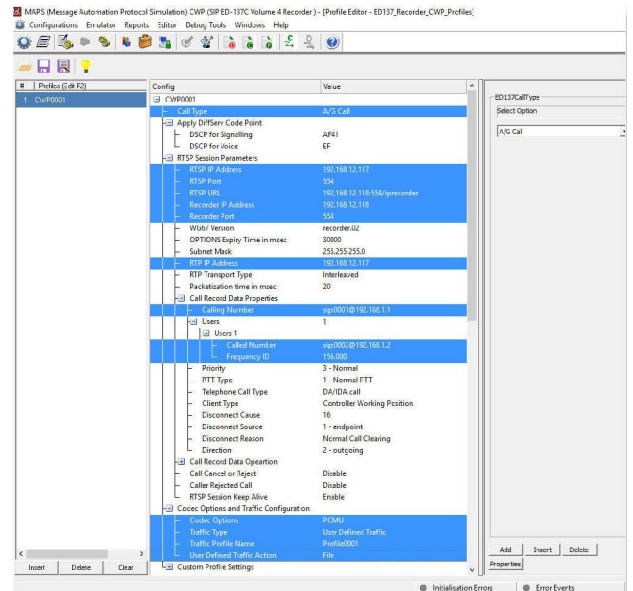 MAPS (Message Automation Protocol Simulation) CWP (SIP ED-137C Volume 4 Recorder ) - [Profile Editor - ED137_Recorder_CWP_Profiles]
Configurations Emulator Reports Editor Debug Tools Windows Help
# Profiles (Edit F2)
1 CWP0001
Config Value
CWP0001
Call Type A/G Call
Apply DiffServ Code Point
DSCP for Signalling AF41
DSCP for Voice EF
RTSP Session Parameters
RTSP IP Address 192.168.12.117
RTSP Port 554
RTSP URL 192.168.12.118:554/iprecorder
Recorder IP Address 192.168.12.118
Recorder Port 554
WG67 Version recorder.02
OPTIONS Expiry Time in msec 30000
Subnet Mask 255.255.255.0
RTP IP Address 192.168.12.117
RTP Transport Type Interleaved
Packatization time in msec 20
Call Record Data Properties
Calling Number sip:0001@192.168.1.1
Users 1
Users 1
Called Number sip:0002@192.168.1.2
Frequency ID 156.000
Priority 3 - Normal
PTT Type 1 Normal PTT
Telephone Call Type DA/IDA call
Client Type Controller Working Position
Disconnect Cause 16
Disconnect Source 1 - endpoint
Disconnect Reason Normal Call Clearing
Direction 2 - outgoing
Call Record Data Opeartion
Call Cancel or Reject Disable
Caller Rejected Call Disable
RTSP Session Keep Alive Enable
Codec Options and Traffic Configuration
Codec Options PCMU
Traffic Type User Defined Traffic
Traffic Profile Name Profile0001
User Defined Traffic Action File
Custom Profile Settings
ED137CallType
Select Option
A/G Call
Add Insert Delete
Properties
Insert Delete Clear
Initialisation Errors Error Events